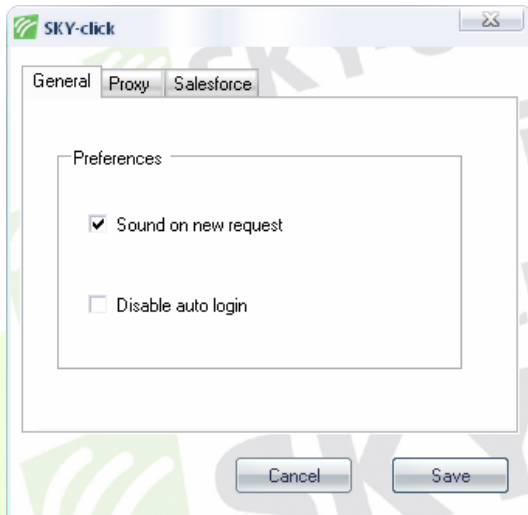 SKY-click
General Proxy Salesforce
Preferences
Sound on new request
Disable auto login
Cancel Save